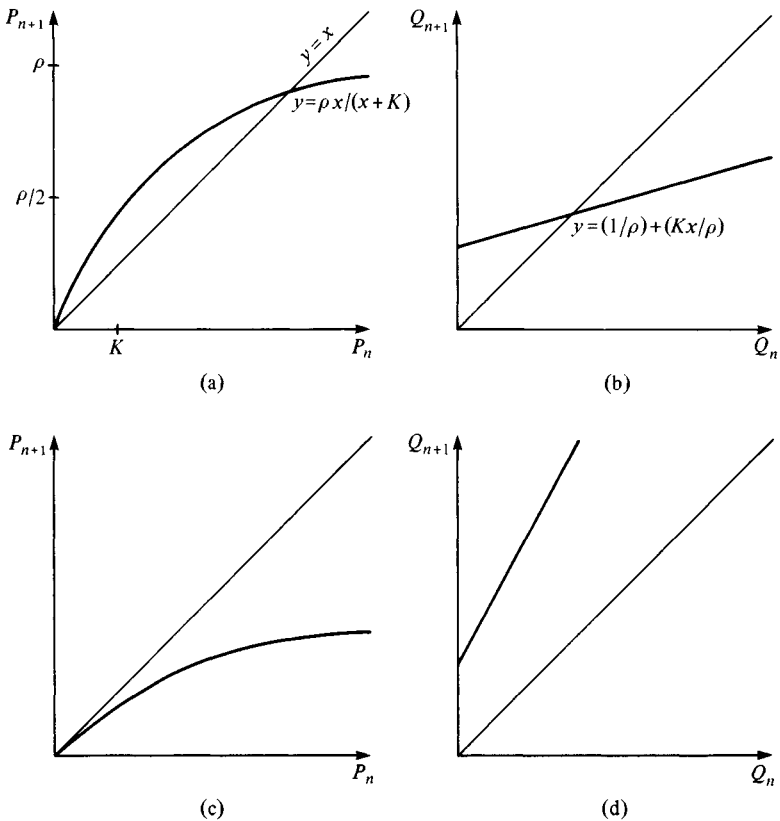 P_{n+1}
ρ
y=x
y=ρx/(x+K)
ρ/2
K
P_n
(a)
Q_{n+1}
y=(1/ρ)+(Kx/ρ)
Q_n
(b)
P_{n+1}
P_n
(c)
Q_{n+1}
Q_n
(d)